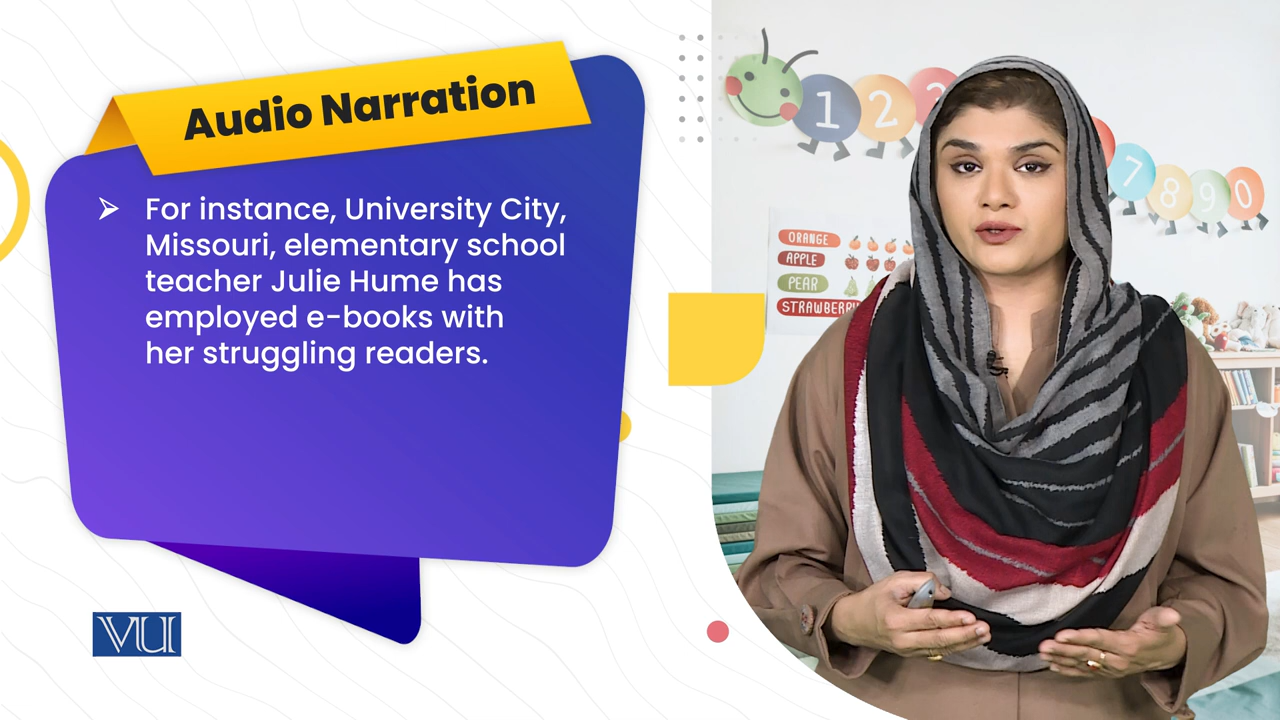 Audio Narration
➢ For instance, University City,
Missouri, elementary school
teacher Julie Hume has
employed e-books with
her struggling readers.
VU
1 2 3
7 8 9 0
ORANGE
APPLE
PEAR